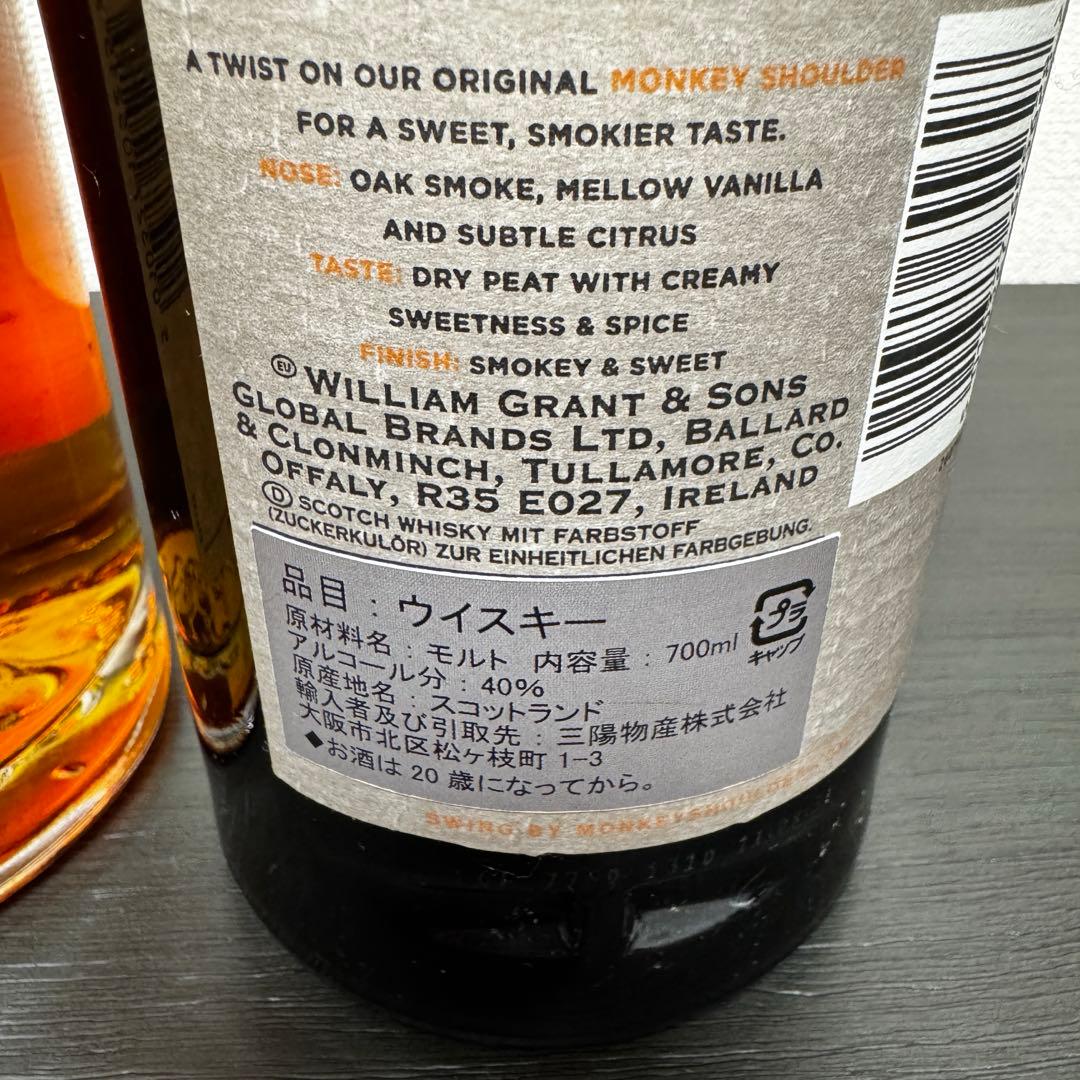 A TWIST ON OUR ORIGINAL MONKEY SHOULDER
FOR A SWEET, SMOKIER TASTE.
NOSE: OAK SMOKE, MELLOW VANILLA
AND SUBTLE CITRUS
TASTE: DRY PEAT WITH CREAMY
SWEETNESS & SPICE
FINISH: SMOKEY & SWEET
EU WILLIAM GRANT & SONS
GLOBAL BRANDS LTD, BALLARD
& CLONMINCH, TULLAMORE, CO.
OFFALY, R35 E027, IRELAND
D SCOTCH WHISKY MIT FARBSTOFF
(ZUCKERKULÖR) ZUR EINHEITLICHEN FARBGEBUNG.
品目：ウイスキー
原材料名：モルト 内容量：700ml
プラ
キャップ
アルコール分：40%
原産地名：スコットランド
輸入者及び引取先：三陽物産株式会社
大阪市北区松ヶ枝町 1-3
◆お酒は 20 歳になってから。
SWING BY